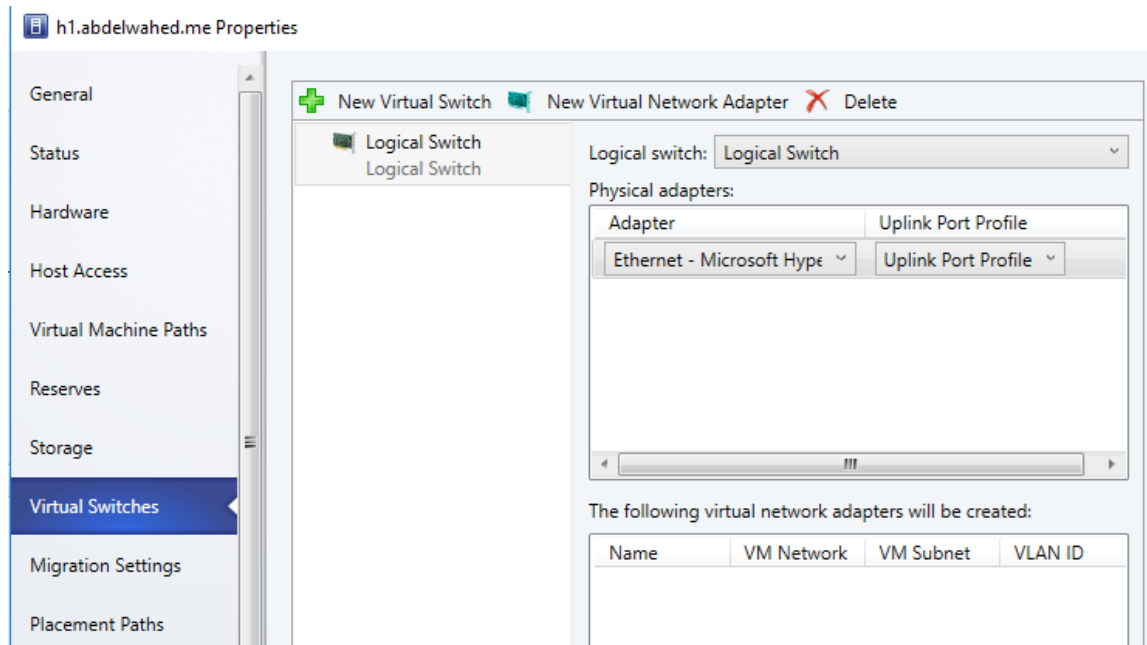 h1.abdelwahed.me Properties
General
Status
Hardware
Host Access
Virtual Machine Paths
Reserves
Storage
Virtual Switches
Migration Settings
Placement Paths
New Virtual Switch New Virtual Network Adapter Delete
Logical Switch
Logical Switch
Logical switch: Logical Switch
Physical adapters:
Adapter Uplink Port Profile
Ethernet - Microsoft Hype Uplink Port Profile
The following virtual network adapters will be created:
Name VM Network VM Subnet VLAN ID